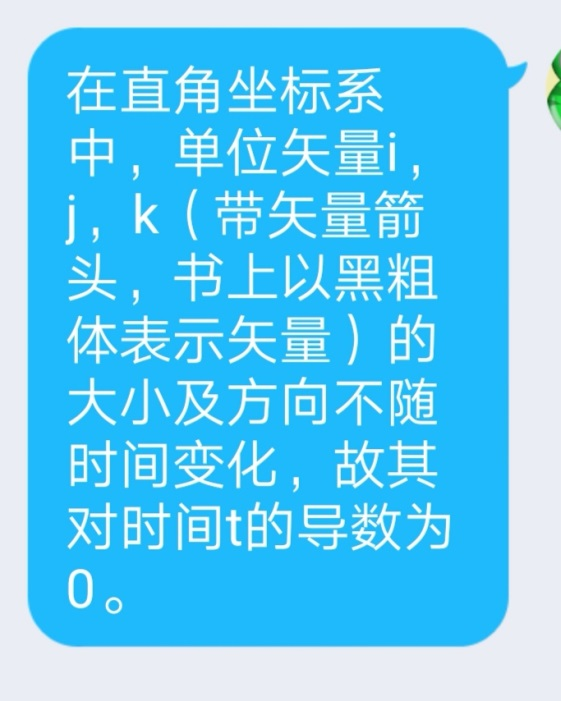 在直角坐标系
中，单位矢量i，
j，k（带矢量箭
头，书上以黑粗
体表示矢量）的
大小及方向不随
时间变化，故其
对时间t的导数为
0。